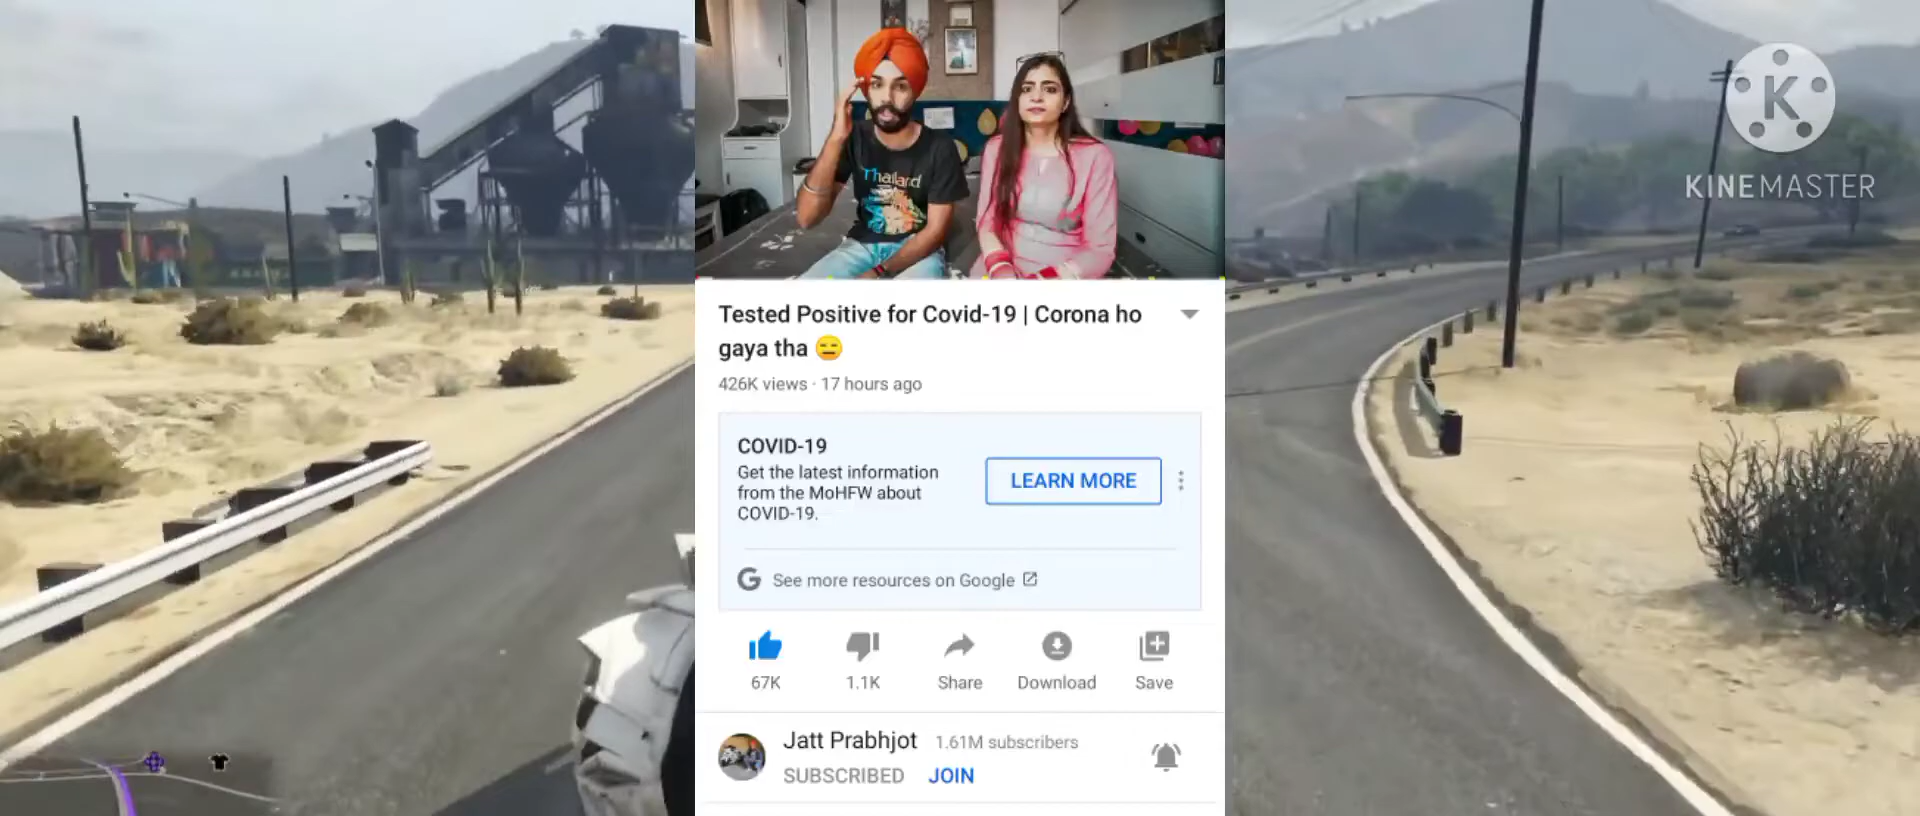 Thailand
Tested Positive for Covid-19 | Corona ho
gaya tha 😑
426K views · 17 hours ago
COVID-19
Get the latest information
from the MoHFW about
COVID-19.
LEARN MORE
See more resources on Google
67K
1.1K
Share
Download
Save
Jatt Prabhjot 1.61M subscribers
SUBSCRIBED JOIN
K
KINEMASTER